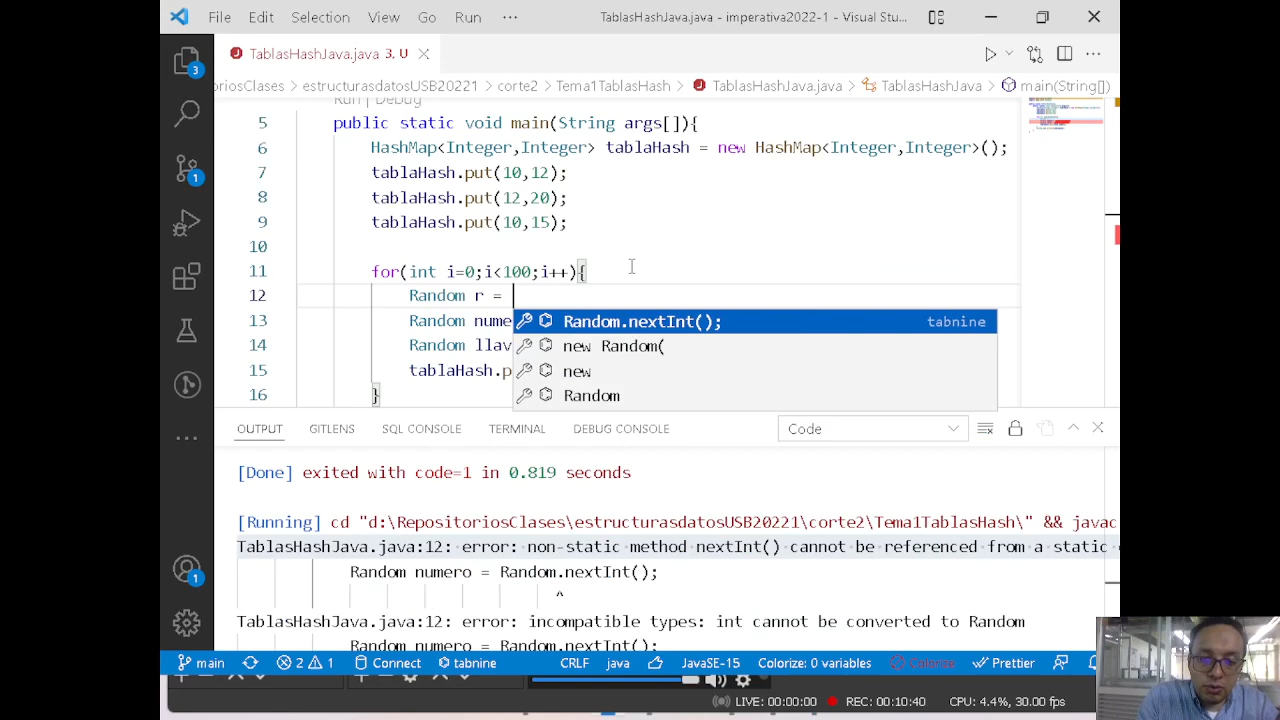 File Edit Selection View Go Run ··· TablasHashJava.java - imperativa2022-1 - Visual Stu...
TablasHashJava.java 3, U
oriosClases > estructurasdatosUSB20221 > corte2 > Tema1TablasHash > TablasHashJava.java > TablasHashJava > main(String[])
Run | Debug
5 public static void main(String args[]){
6 HashMap<Integer,Integer> tablaHash = new HashMap<Integer,Integer>();
7 tablaHash.put(10,12);
8 tablaHash.put(12,20);
9 tablaHash.put(10,15);
10
11 for(int i=0;i<100;i++){
12 Random r =
13 Random nume
14 Random llav
15 tablaHash.p
16 }
Random.nextInt(); tabnine
new Random(
new
Random
3
1
1
OUTPUT GITLENS SQL CONSOLE TERMINAL DEBUG CONSOLE Code
[Done] exited with code=1 in 0.819 seconds
[Running] cd "d:\RepositoriosClases\estructurasdatosUSB20221\corte2\Tema1TablasHash\" && javac
TablasHashJava.java:12: error: non-static method nextInt() cannot be referenced from a static
Random numero = Random.nextInt();
^
TablasHashJava.java:12: error: incompatible types: int cannot be converted to Random
Random numero = Random.nextInt();
main 2 1 Connect tabnine CRLF java JavaSE-15 Colorize: 0 variables Colorize Prettier
LIVE: 00:00:00 REC: 00:10:40 CPU: 4.4%, 30.00 fps